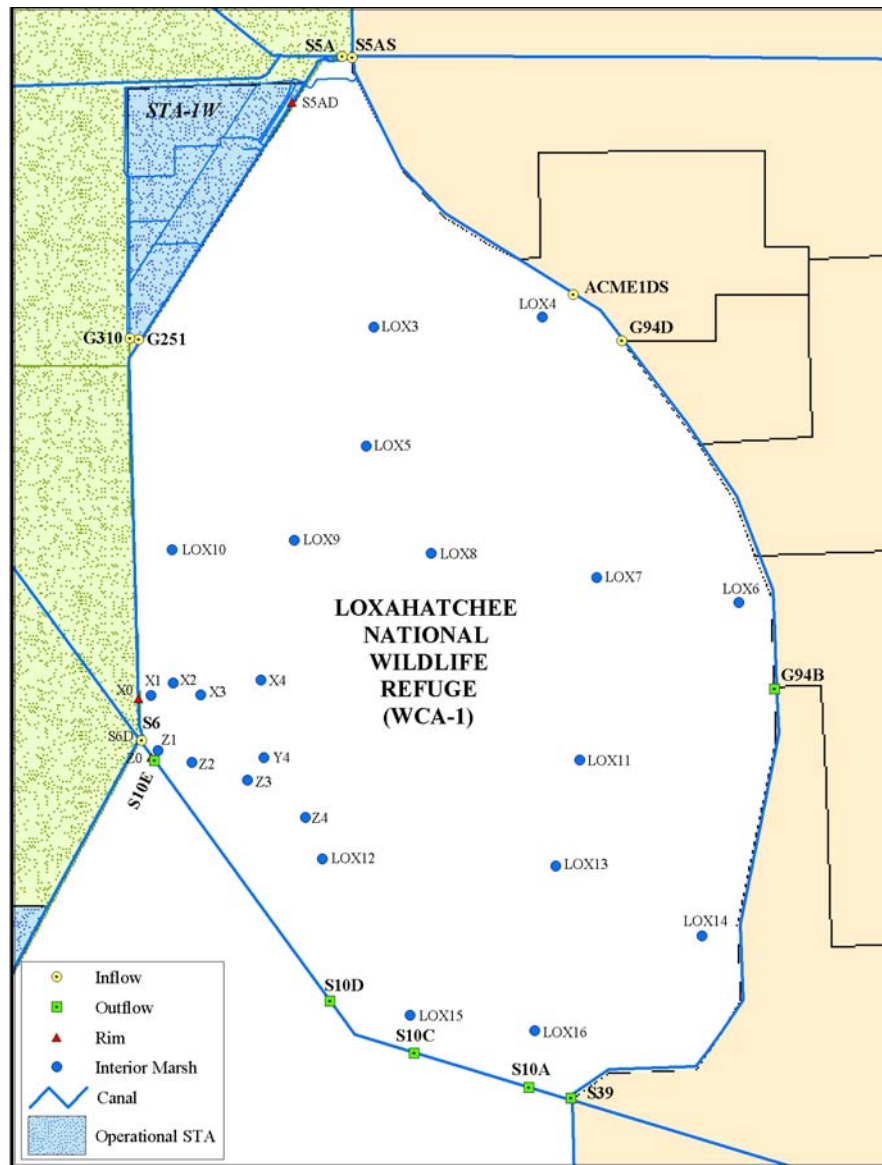 S5A
S5AS
STA-1W
S5AD
ACME1DS
LOX4
LOX3
G310
G251
G94D
LOX5
LOX9
LOX10
LOX8
LOX7
LOX6
LOXAHATCHEE
NATIONAL
WILDLIFE
REFUGE
(WCA-1)
X0
X1
X2
X3
X4
G94B
S6
S6D
Z1
Z0
Z2
Y4
Z3
LOX11
S10E
Z4
LOX12
LOX13
LOX14
S10D
LOX15
LOX16
S10C
S10A
S39
Inflow
Outflow
Rim
Interior Marsh
Canal
Operational STA